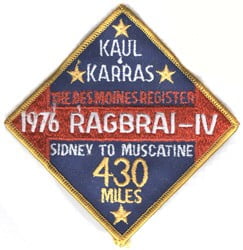 KAUL
&
KARRAS
THE DES MOINES REGISTER
1976 RAGBRAI-IV
SIDNEY TO MUSCATINE
430
MILES